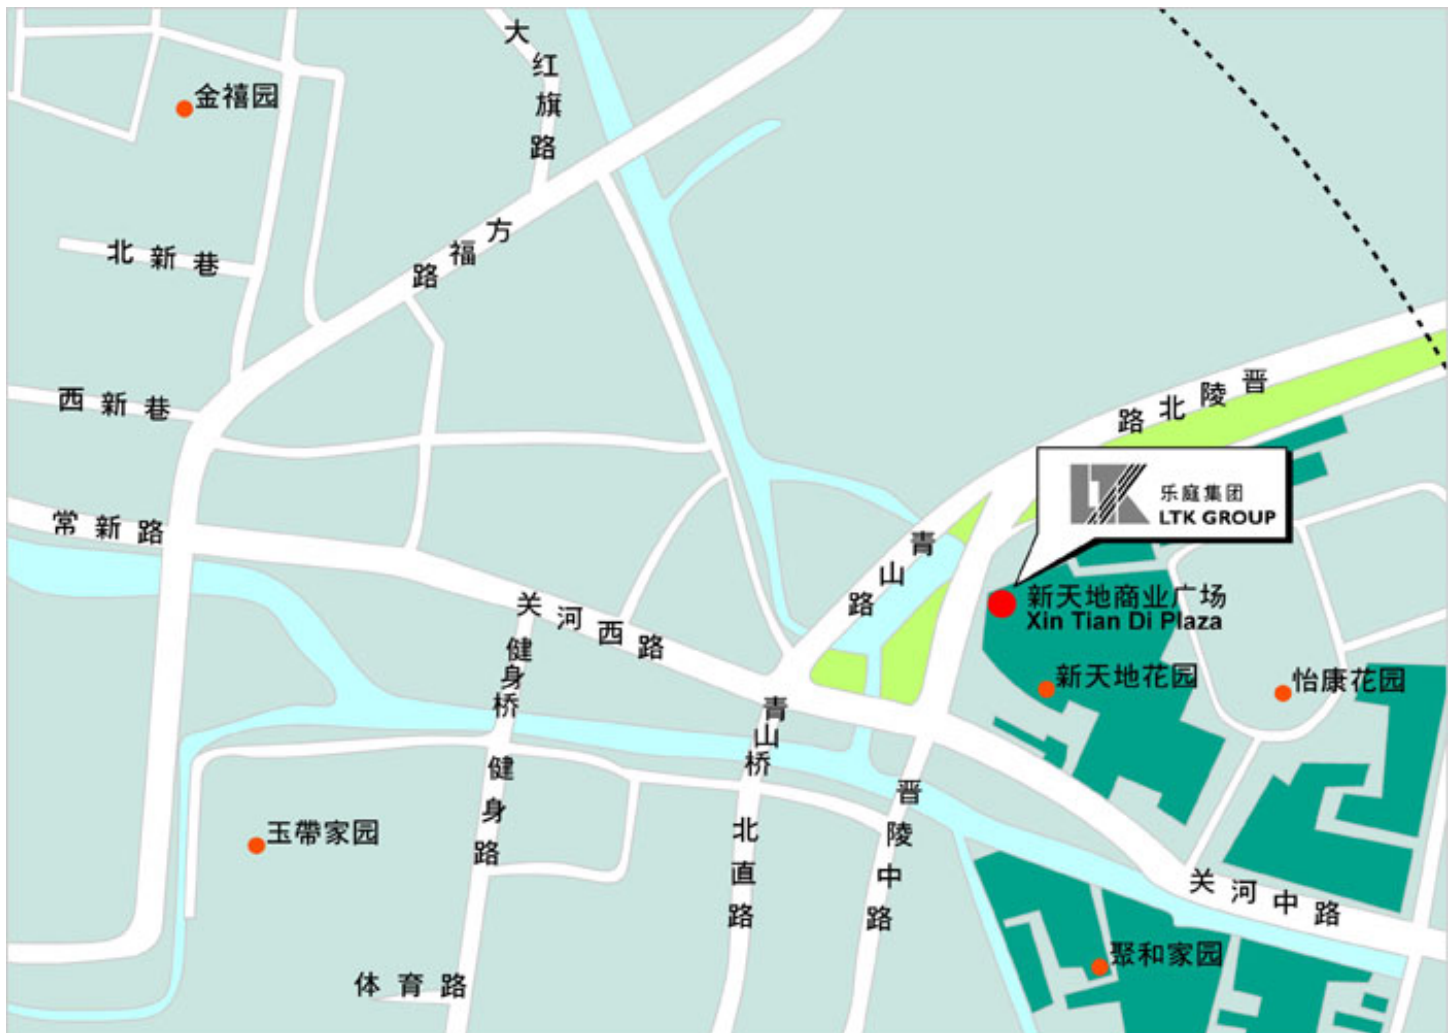 大红旗路
金禧园
方福路
北新巷
西新巷
晋陵北路
乐庭集团
LTK GROUP
常新路
青山路
关河西路
新天地商业广场
Xin Tian Di Plaza
健身桥
新天地花园
怡康花园
青山桥
健身路
晋陵中路
玉帶家园
北直路
关河中路
聚和家园
体育路